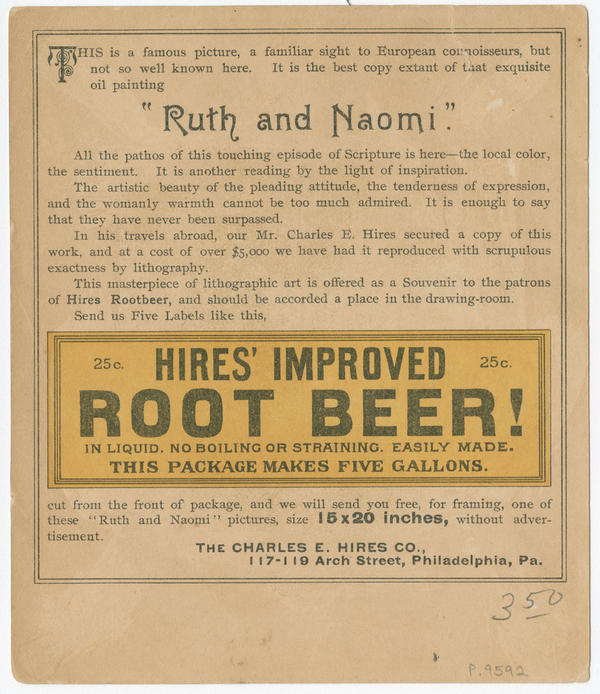 THIS is a famous picture, a familiar sight to European connoisseurs, but
not so well known here. It is the best copy extant of that exquisite
oil painting
"Ruth and Naomi".
All the pathos of this touching episode of Scripture is here—the local color,
the sentiment. It is another reading by the light of inspiration.
The artistic beauty of the pleading attitude, the tenderness of expression,
and the womanly warmth cannot be too much admired. It is enough to say
that they have never been surpassed.
In his travels abroad, our Mr. Charles E. Hires secured a copy of this
work, and at a cost of over $5,000 we have had it reproduced with scrupulous
exactness by lithography.
This masterpiece of lithographic art is offered as a Souvenir to the patrons
of Hires Rootbeer, and should be accorded a place in the drawing-room.
Send us Five Labels like this,
25c. HIRES' IMPROVED 25c.
ROOT BEER!
IN LIQUID. NO BOILING OR STRAINING. EASILY MADE.
THIS PACKAGE MAKES FIVE GALLONS.
cut from the front of package, and we will send you free, for framing, one of
these "Ruth and Naomi" pictures, size 15x20 inches, without adver-
tisement.
THE CHARLES E. HIRES CO.,
117-119 Arch Street, Philadelphia, Pa.
3 50
P.9592